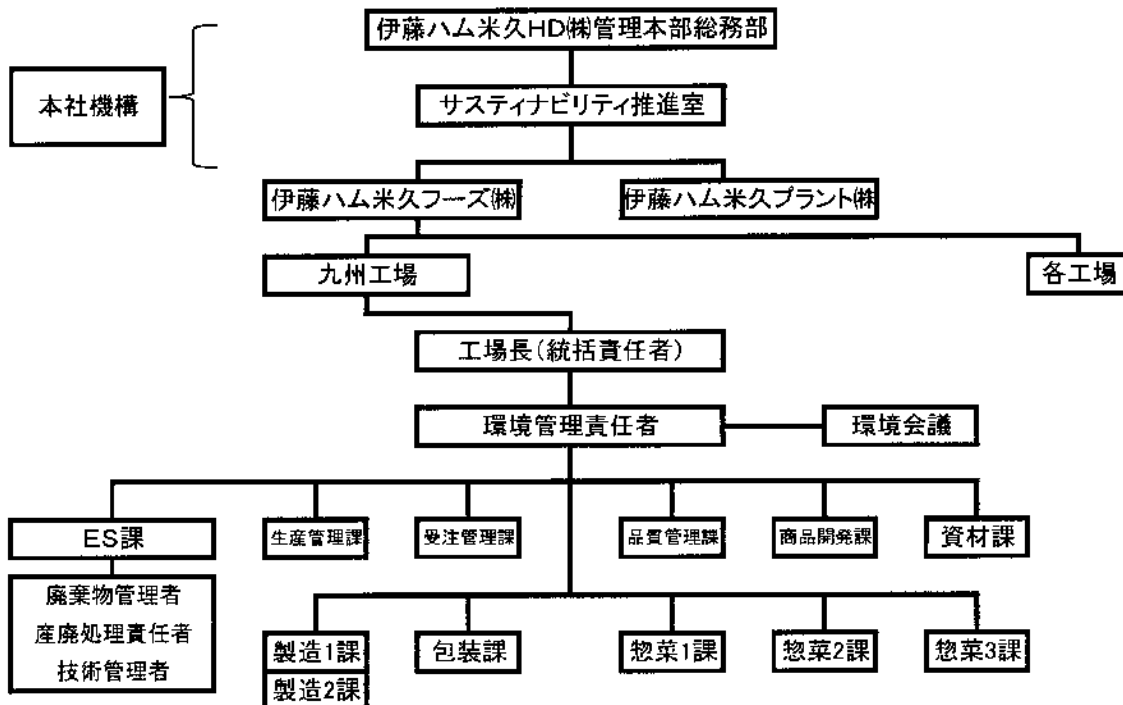 伊藤ハム米久HD㈱管理本部総務部
本社機構
サスティナビリティ推進室
伊藤ハム米久フーズ㈱
伊藤ハム米久プラント㈱
九州工場
各工場
工場長(統括責任者)
環境管理責任者
環境会議
ES課
生産管理課
受注管理課
品質管理課
商品開発課
資材課
廃棄物管理者
産廃処理責任者
技術管理者
製造1課
包装課
惣菜1課
惣菜2課
惣菜3課
製造2課